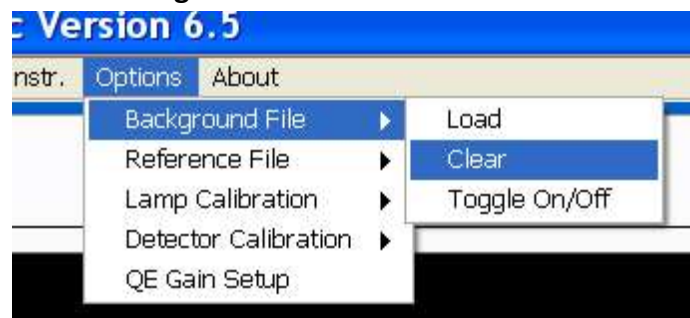 c Version 6.5
nstr. Options About
Background File Load
Reference File Clear
Lamp Calibration Toggle On/Off
Detector Calibration
QE Gain Setup